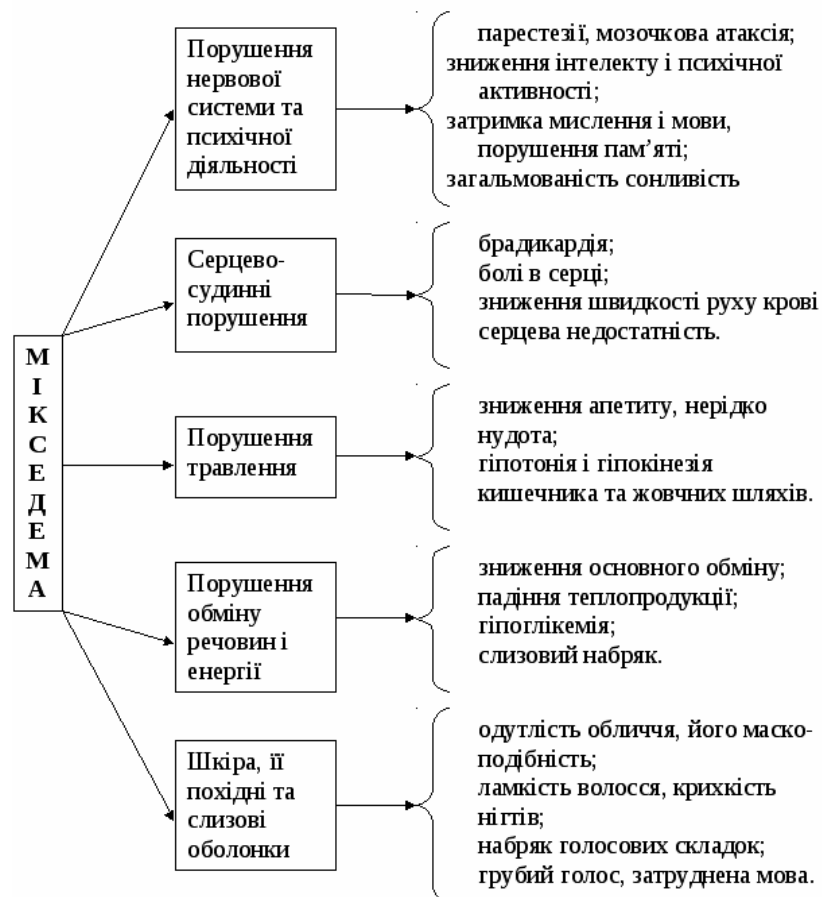 МІКСЕДЕМА
Порушення
нервової
системи та
психічної
діяльності
парестезії, мозочкова атаксія;
зниження інтелекту і психічної
активності;
затримка мислення і мови,
порушення пам’яті;
загальмованість сонливість
Серцево-
судинні
порушення
брадикардія;
болі в серці;
зниження швидкості руху крові
серцева недостатність.
Порушення
травлення
зниження апетиту, нерідко
нудота;
гіпотонія і гіпокінезія
кишечника та жовчних шляхів.
Порушення
обміну
речовин і
енергії
зниження основного обміну;
падіння теплопродукції;
гіпоглікемія;
слизовий набряк.
Шкіра, її
похідні та
слизові
оболонки
одутлість обличчя, його маско-
подібність;
ламкість волосся, крихкість
нігтів;
набряк голосових складок;
грубий голос, затруднена мова.